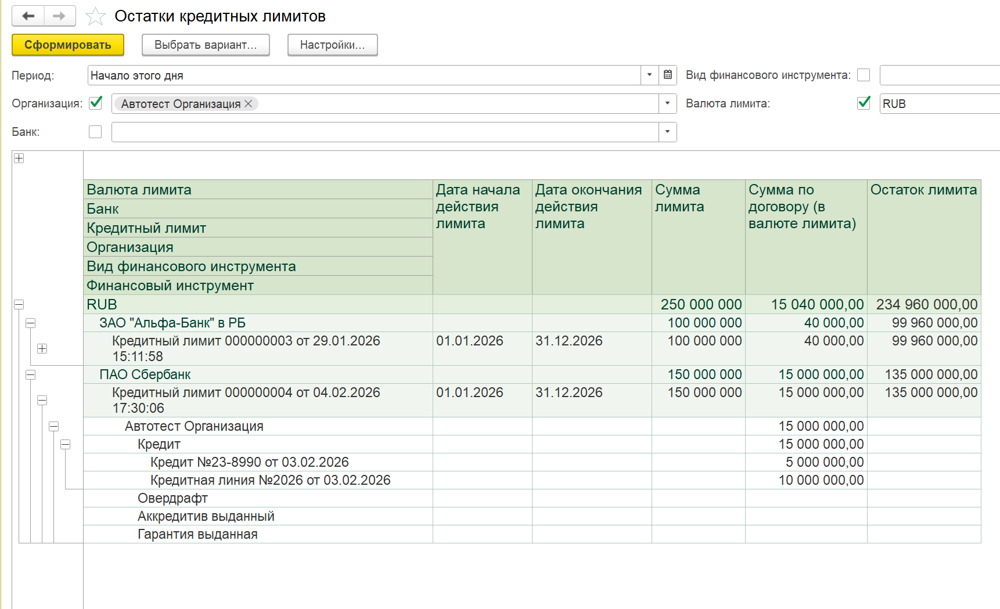 Остатки кредитных лимитов
Сформировать
Выбрать вариант...
Настройки...
Период:
Начало этого дня
Вид финансового инструмента:
Организация:
Автотест Организация
Валюта лимита:
RUB
Банк:
Валюта лимита
Банк
Кредитный лимит
Организация
Вид финансового инструмента
Финансовый инструмент
Дата начала
действия
лимита
Дата окончания
действия
лимита
Сумма
лимита
Сумма по
договору (в
валюте лимита)
Остаток лимита
RUB 250 000 000 15 040 000,00 234 960 000,00
ЗАО "Альфа-Банк" в РБ 100 000 000 40 000,00 99 960 000,00
Кредитный лимит 000000003 от 29.01.2026 01.01.2026 31.12.2026 100 000 000 40 000,00 99 960 000,00
15:11:58
ПАО Сбербанк 150 000 000 15 000 000,00 135 000 000,00
Кредитный лимит 000000004 от 04.02.2026 01.01.2026 31.12.2026 150 000 000 15 000 000,00 135 000 000,00
17:30:06
Автотест Организация 15 000 000,00
Кредит 15 000 000,00
Кредит №23-8990 от 03.02.2026 5 000 000,00
Кредитная линия №2026 от 03.02.2026 10 000 000,00
Овердрафт
Аккредитив выданный
Гарантия выданная